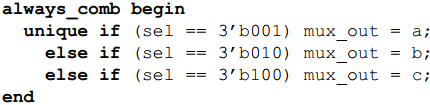 always_comb begin
  unique if (sel == 3’b001) mux_out = a;
    else if (sel == 3’b010) mux_out = b;
    else if (sel == 3’b100) mux_out = c;
end